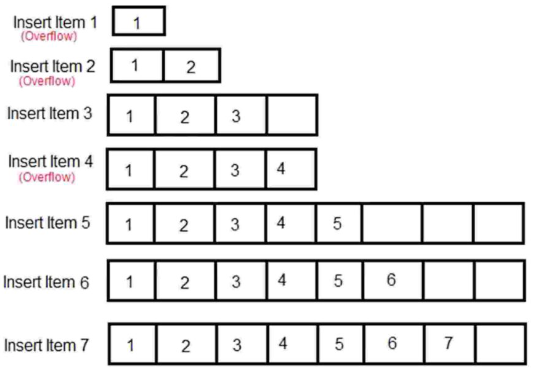 Insert Item 1 1
(Overflow)
Insert Item 2 1 2
(Overflow)
Insert Item 3 1 2 3
Insert Item 4 1 2 3 4
(Overflow)
Insert Item 5 1 2 3 4 5
Insert Item 6 1 2 3 4 5 6
Insert Item 7 1 2 3 4 5 6 7